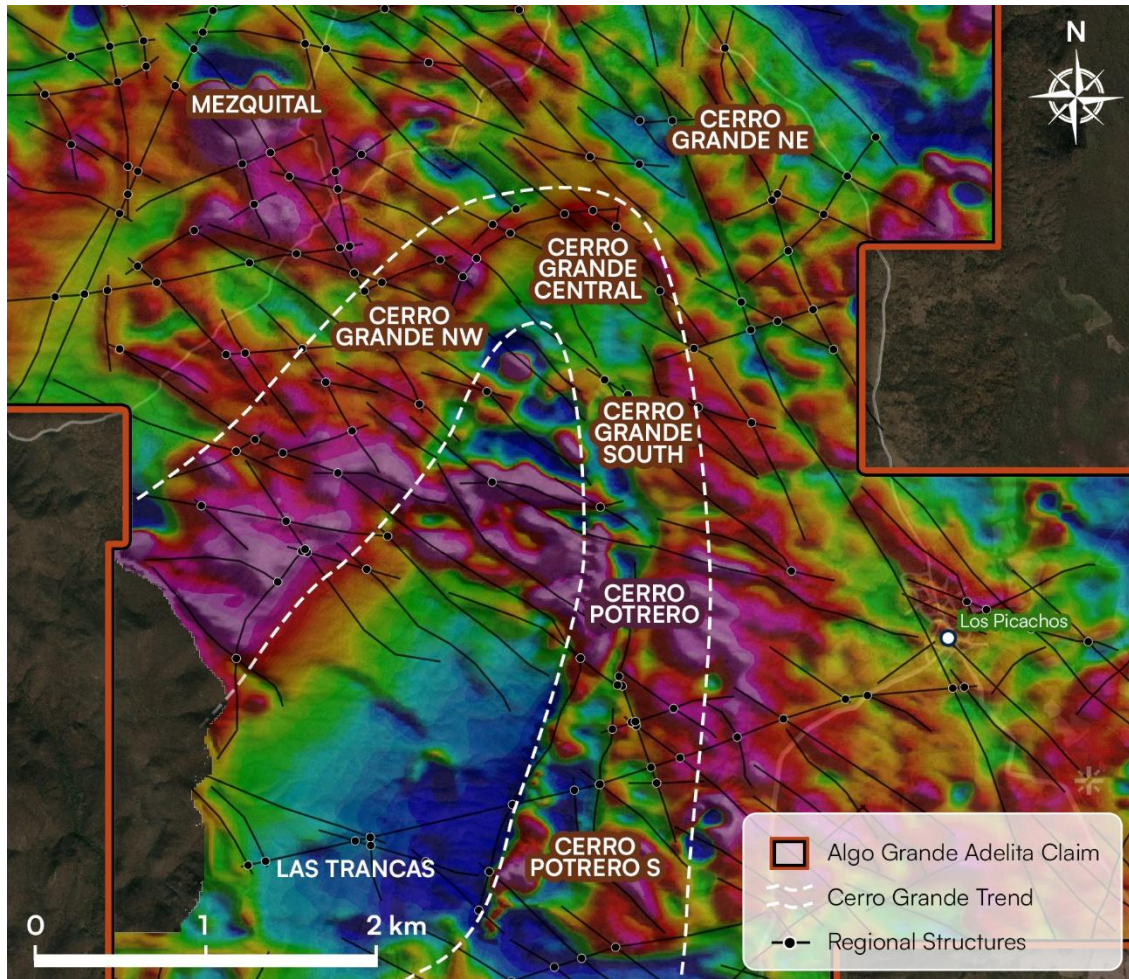 N
MEZQUITAL
CERRO
GRANDE NE
CERRO
GRANDE
CENTRAL
CERRO
GRANDE NW
CERRO
GRANDE
SOUTH
CERRO
POTRERO
Los Picachos
CERRO
POTRERO S
LAS TRANCAS
0 1 2 km
Algo Grande Adelita Claim
Cerro Grande Trend
Regional Structures